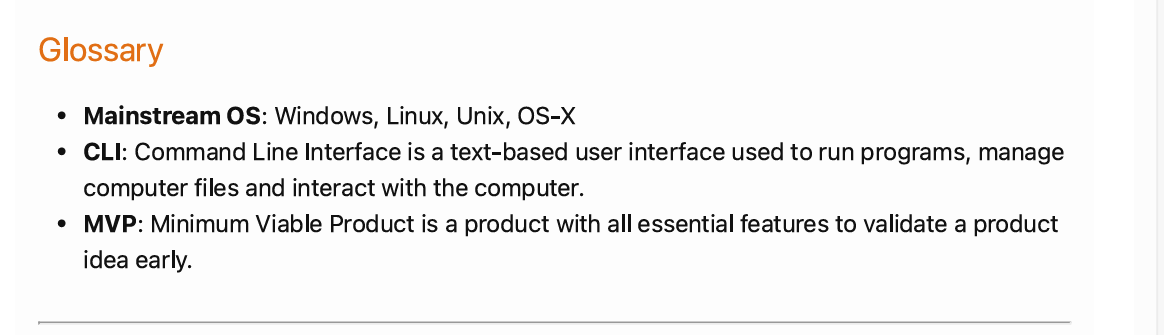 Glossary
• Mainstream OS: Windows, Linux, Unix, OS-X
• CLI: Command Line Interface is a text-based user interface used to run programs, manage
computer files and interact with the computer.
• MVP: Minimum Viable Product is a product with all essential features to validate a product
idea early.